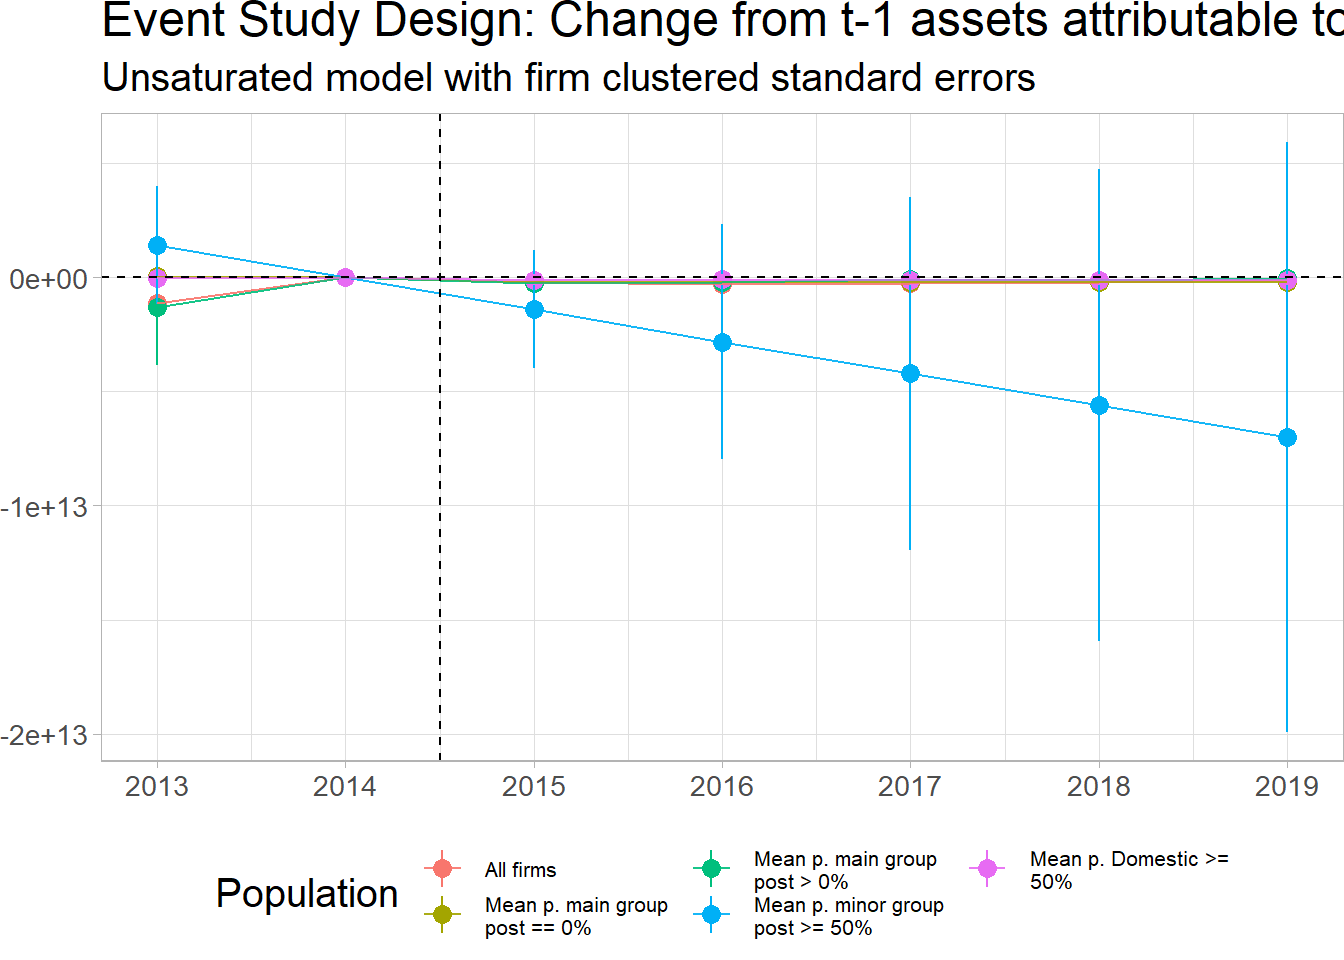 Event Study Design: Change from t-1 assets attributable to
Unsaturated model with firm clustered standard errors
0e+00
-1e+13
-2e+13
2013 2014 2015 2016 2017 2018 2019
Population
All firms
Mean p. main group
post == 0%
Mean p. main group
post > 0%
Mean p. minor group
post >= 50%
Mean p. Domestic >=
50%